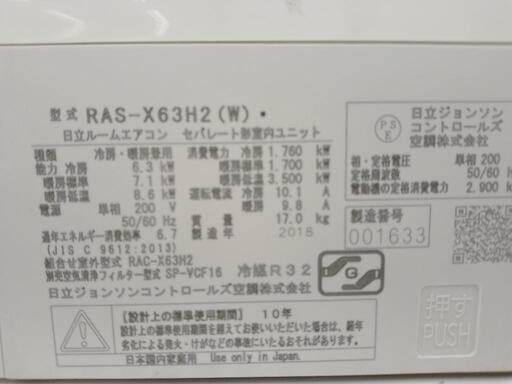 型式 RAS-X63H2(W)・
日立ルームエアコン セパレート形室内ユニット
種類 冷房・暖房兼用
能力 冷房 6.3 kW
暖房標準 7.1 kW
暖房低温 8.6 kW
電源 単相 200 V
50/60 Hz
通年エネルギー消費効率 6.7
(JIS C 9612:2013)
組合せ室外型式 RAC-X63H2
別売空気清浄フィルター型式 SP-VCF16
消費電力 冷房 1,760 kW
暖房標準 1,700 kW
暖房低温 3,500 kW
運転電流 冷房 10.1 A
暖房 9.8 A
質量 17.0 kg
製造年 2018
冷媒R32
日立ジョンソンコントロールズ空調株式会社
PSE
日立ジョンソン
コントロールズ
空調株式会社
相・定格電圧 単相 200
定格周波数 50/60 H
電動機の定格消費電力 2.900 k
製造番号
001633
G
【設計上の標準使用期間】 10年
設計上の標準使用期間を超えてお使いいただいた場合は、経年
劣化による発火・けがなどの事故にいたるおそれがあります。
日本国内家庭用 Use only in Japan.
押す
PUSH